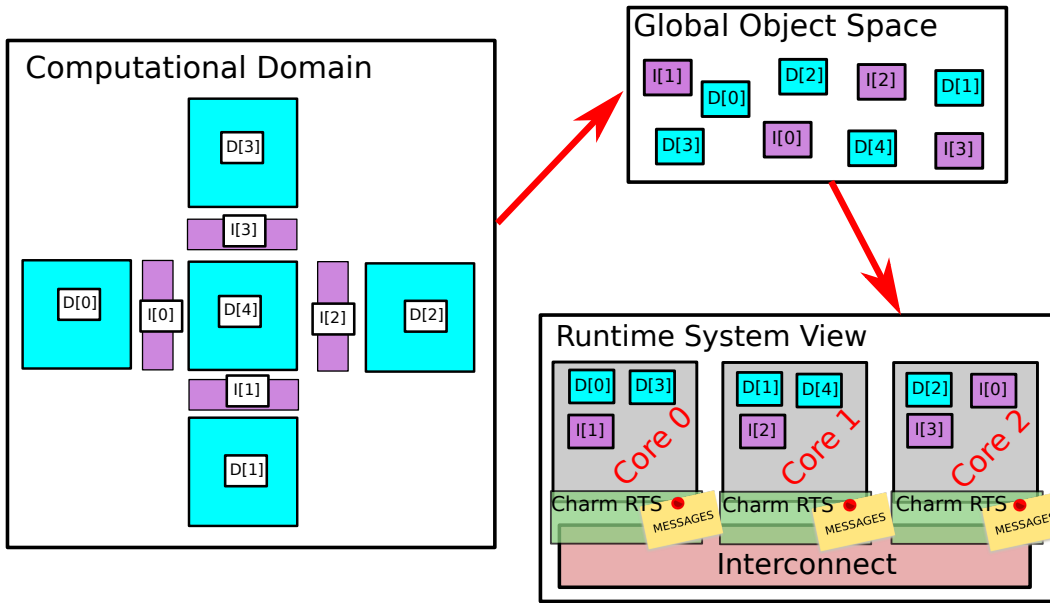 Computational Domain
D[3]
I[3]
D[0]
I[0]
D[4]
I[2]
D[2]
I[1]
D[1]
Global Object Space
I[1]
D[0]
D[2]
I[2]
D[1]
D[3]
I[0]
D[4]
I[3]
Runtime System View
D[0]
D[3]
I[1]
Core 0
Charm RTS
MESSAGES
D[1]
D[4]
I[2]
Core 1
Charm RTS
MESSAGES
D[2]
I[0]
I[3]
Core 2
Charm RTS
MESSAGES
Interconnect